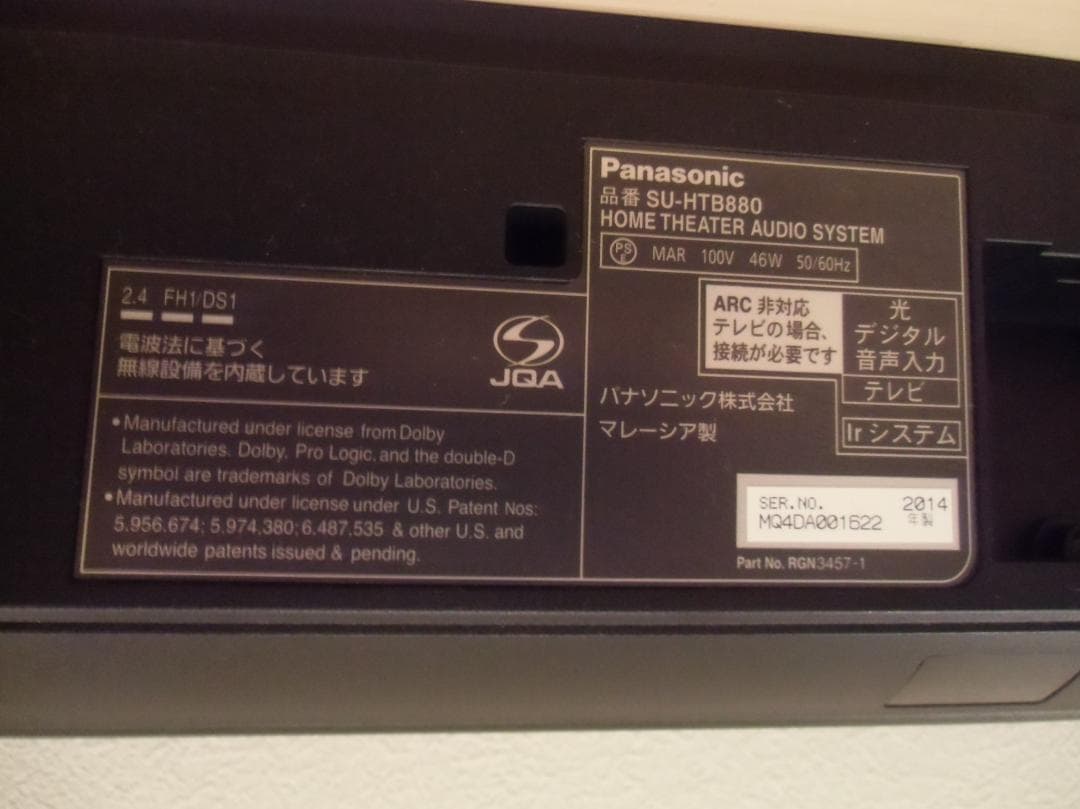 Panasonic
品番 SU-HTB880
HOME THEATER AUDIO SYSTEM
PS E MAR 100V 46W 50/60Hz
ARC 非対応
テレビの場合、
接続が必要です
光
デジタル
音声入力
テレビ
Ir システム
パナソニック株式会社
マレーシア製
SER.NO. 2014
MQ4DA001622 年製
Part No. RGN3457-1
2.4 FH1/DS1
電波法に基づく
無線設備を内蔵しています
JQA
•Manufactured under license from Dolby
Laboratories. Dolby, Pro Logic, and the double-D
symbol are trademarks of Dolby Laboratories.
•Manufactured under license under U.S. Patent Nos:
5,956,674; 5,974,380; 6,487,535 & other U.S. and
worldwide patents issued & pending.